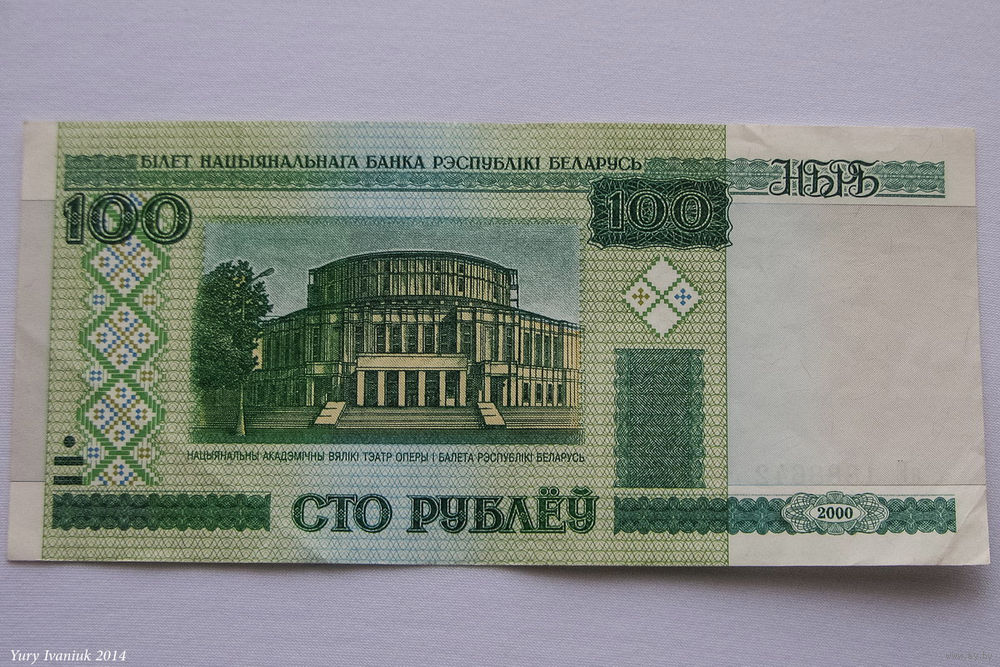 БІЛЕТ НАЦЫЯНАЛЬНАГА БАНКА РЭСПУБЛІКІ БЕЛАРУСЬ
НБРБ
100
100
НАЦЫЯНАЛЬНЫ АКАДЭМІЧНЫ ВЯЛІКІ ТЭАТР ОПЕРЫ І БАЛЕТА РЭСПУБЛІКІ БЕЛАРУСЬ
СТО РУБЛЁЎ
2000
Yury Ivaniuk 2014